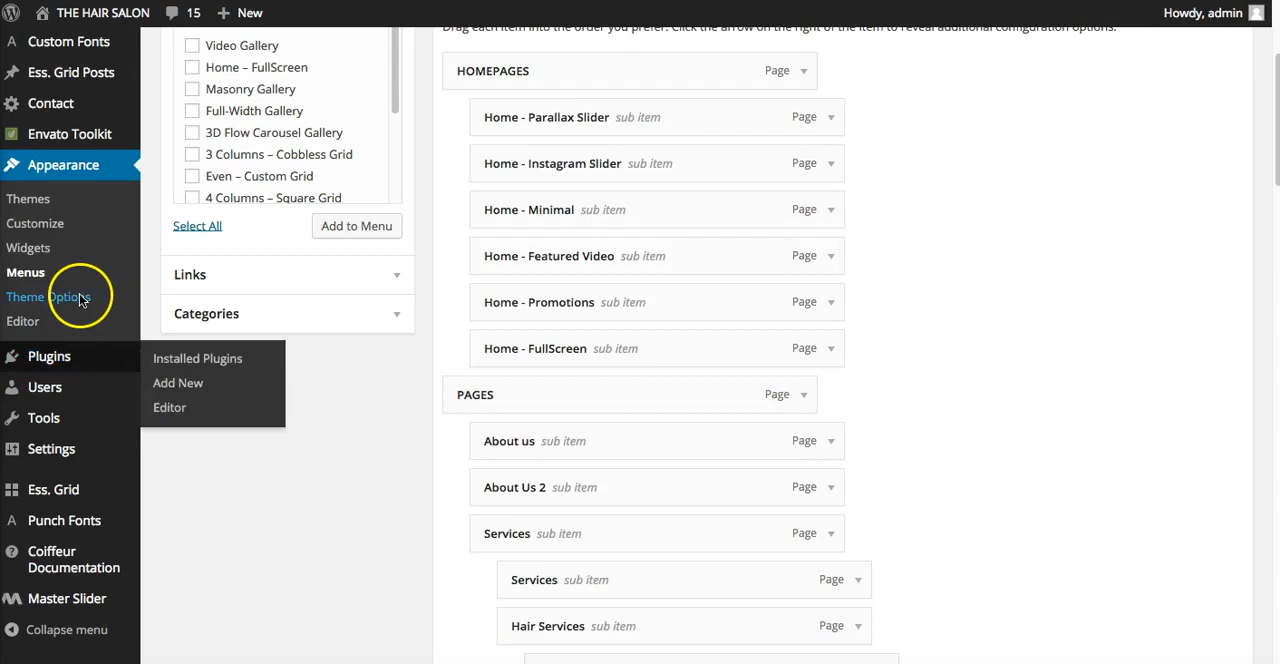 THE HAIR SALON 15 New Howdy, admin
Custom Fonts
Ess. Grid Posts
Contact
Envato Toolkit
Appearance
Themes
Customize
Widgets
Menus
Theme Options
Editor
Plugins
Users
Tools
Settings
Ess. Grid
Punch Fonts
Coiffeur
Documentation
Master Slider
Collapse menu
Installed Plugins
Add New
Editor
Video Gallery
Home – FullScreen
Masonry Gallery
Full-Width Gallery
3D Flow Carousel Gallery
3 Columns – Cobbless Grid
Even – Custom Grid
4 Columns – Square Grid
Select All Add to Menu
Links
Categories
Drag each item into the order you prefer. Click the arrow on the right of the item to reveal additional configuration options.
HOMEPAGES Page
Home - Parallax Slider sub item Page
Home - Instagram Slider sub item Page
Home - Minimal sub item Page
Home - Featured Video sub item Page
Home - Promotions sub item Page
Home - FullScreen sub item Page
PAGES Page
About us sub item Page
About Us 2 sub item Page
Services sub item Page
Services sub item Page
Hair Services sub item Page